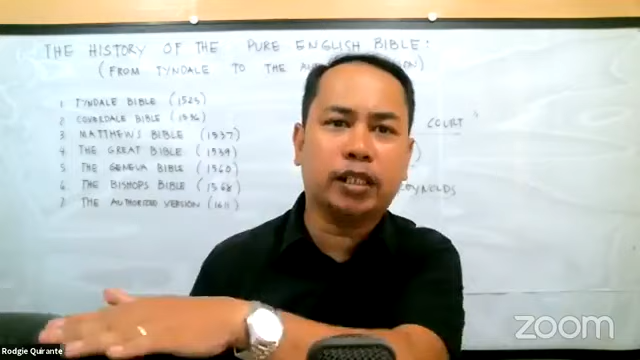 THE HISTORY OF THE PURE ENGLISH BIBLE:
(FROM TYNDALE TO THE
1 TYNDALE BIBLE (1525)
2 COVERDALE BIBLE (1536)
COURT
3 MATTHEWS BIBLE (1537)
4 THE GREAT BIBLE (1539)
5 THE GENEVA BIBLE (1560)
6 THE BISHOPS BIBLE (1568)
7 THE AUTHORIZED VERSION (1611)
Rodgie Quirante
zoom